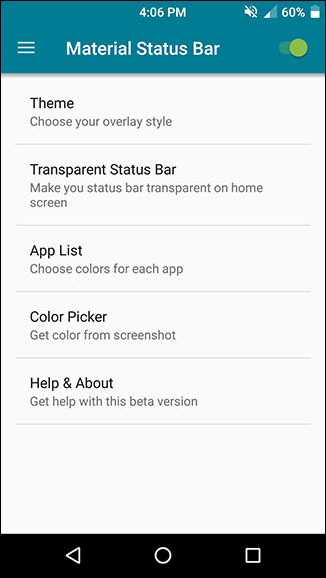 4:06 PM 60%
Material Status Bar
Theme
Choose your overlay style
Transparent Status Bar
Make you status bar transparent on home
screen
App List
Choose colors for each app
Color Picker
Get color from screenshot
Help & About
Get help with this beta version